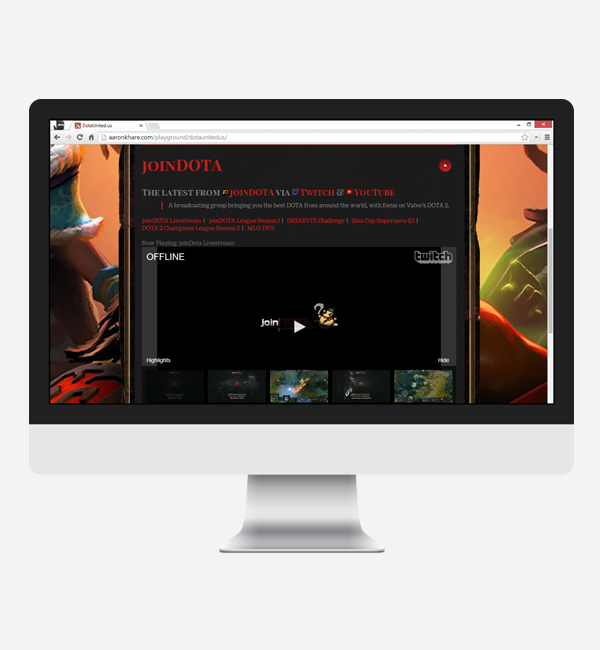 DotaUnited.us
aaronkhare.com/playground/dotaunitedus/
joinDOTA
The latest from joinDOTA via Twitch & YouTube
A broadcasting group bringing you the best DOTA from around the world, with focus on Valve's DOTA 2.
joinDOTA Livestream | joinDOTA League Season 1 | GIGABYTE Challenge | Sina Cup Supernova XD |
DOTA 2 Champions League Season 2 | MLG TKO
Now Playing: joinDota Livestream
OFFLINE
twitch
joinDOTA
Highlights
Hide